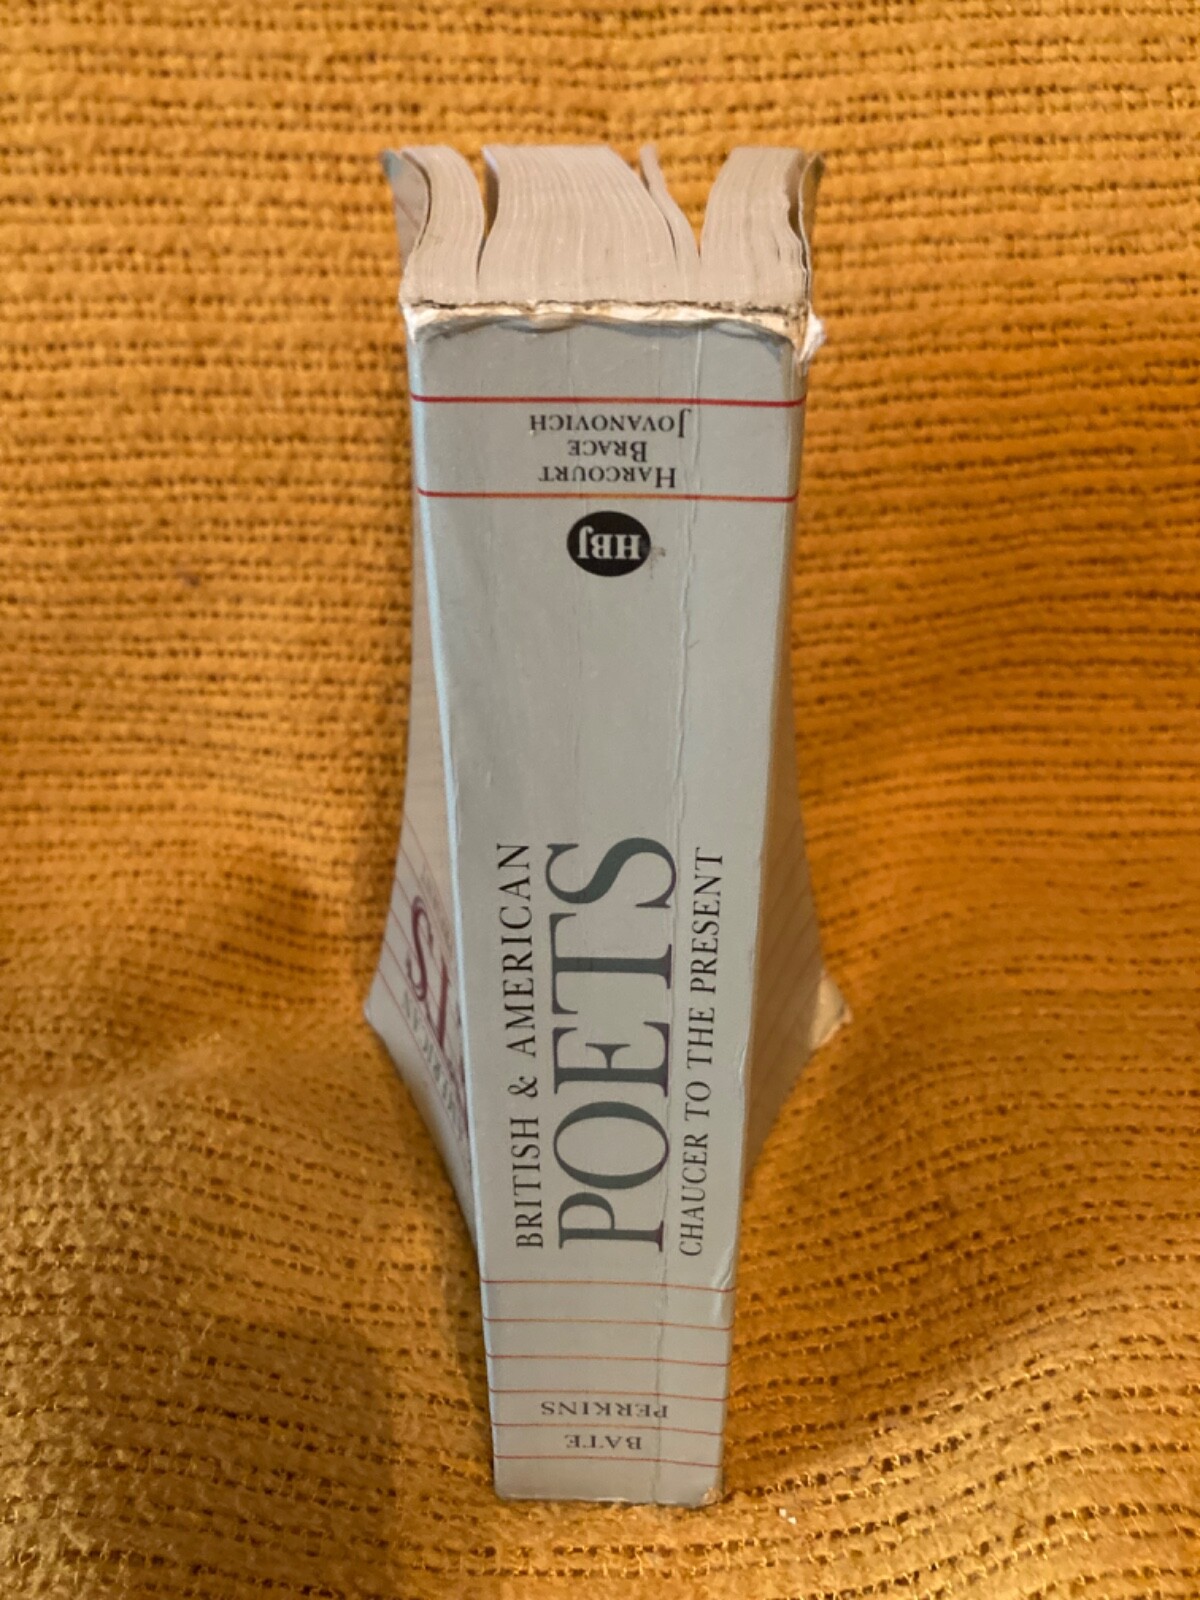 BATE
PERKINS
BRITISH & AMERICAN
POETS
CHAUCER TO THE PRESENT
HBJ
HARCOURT
BRACE
JOVANOVICH